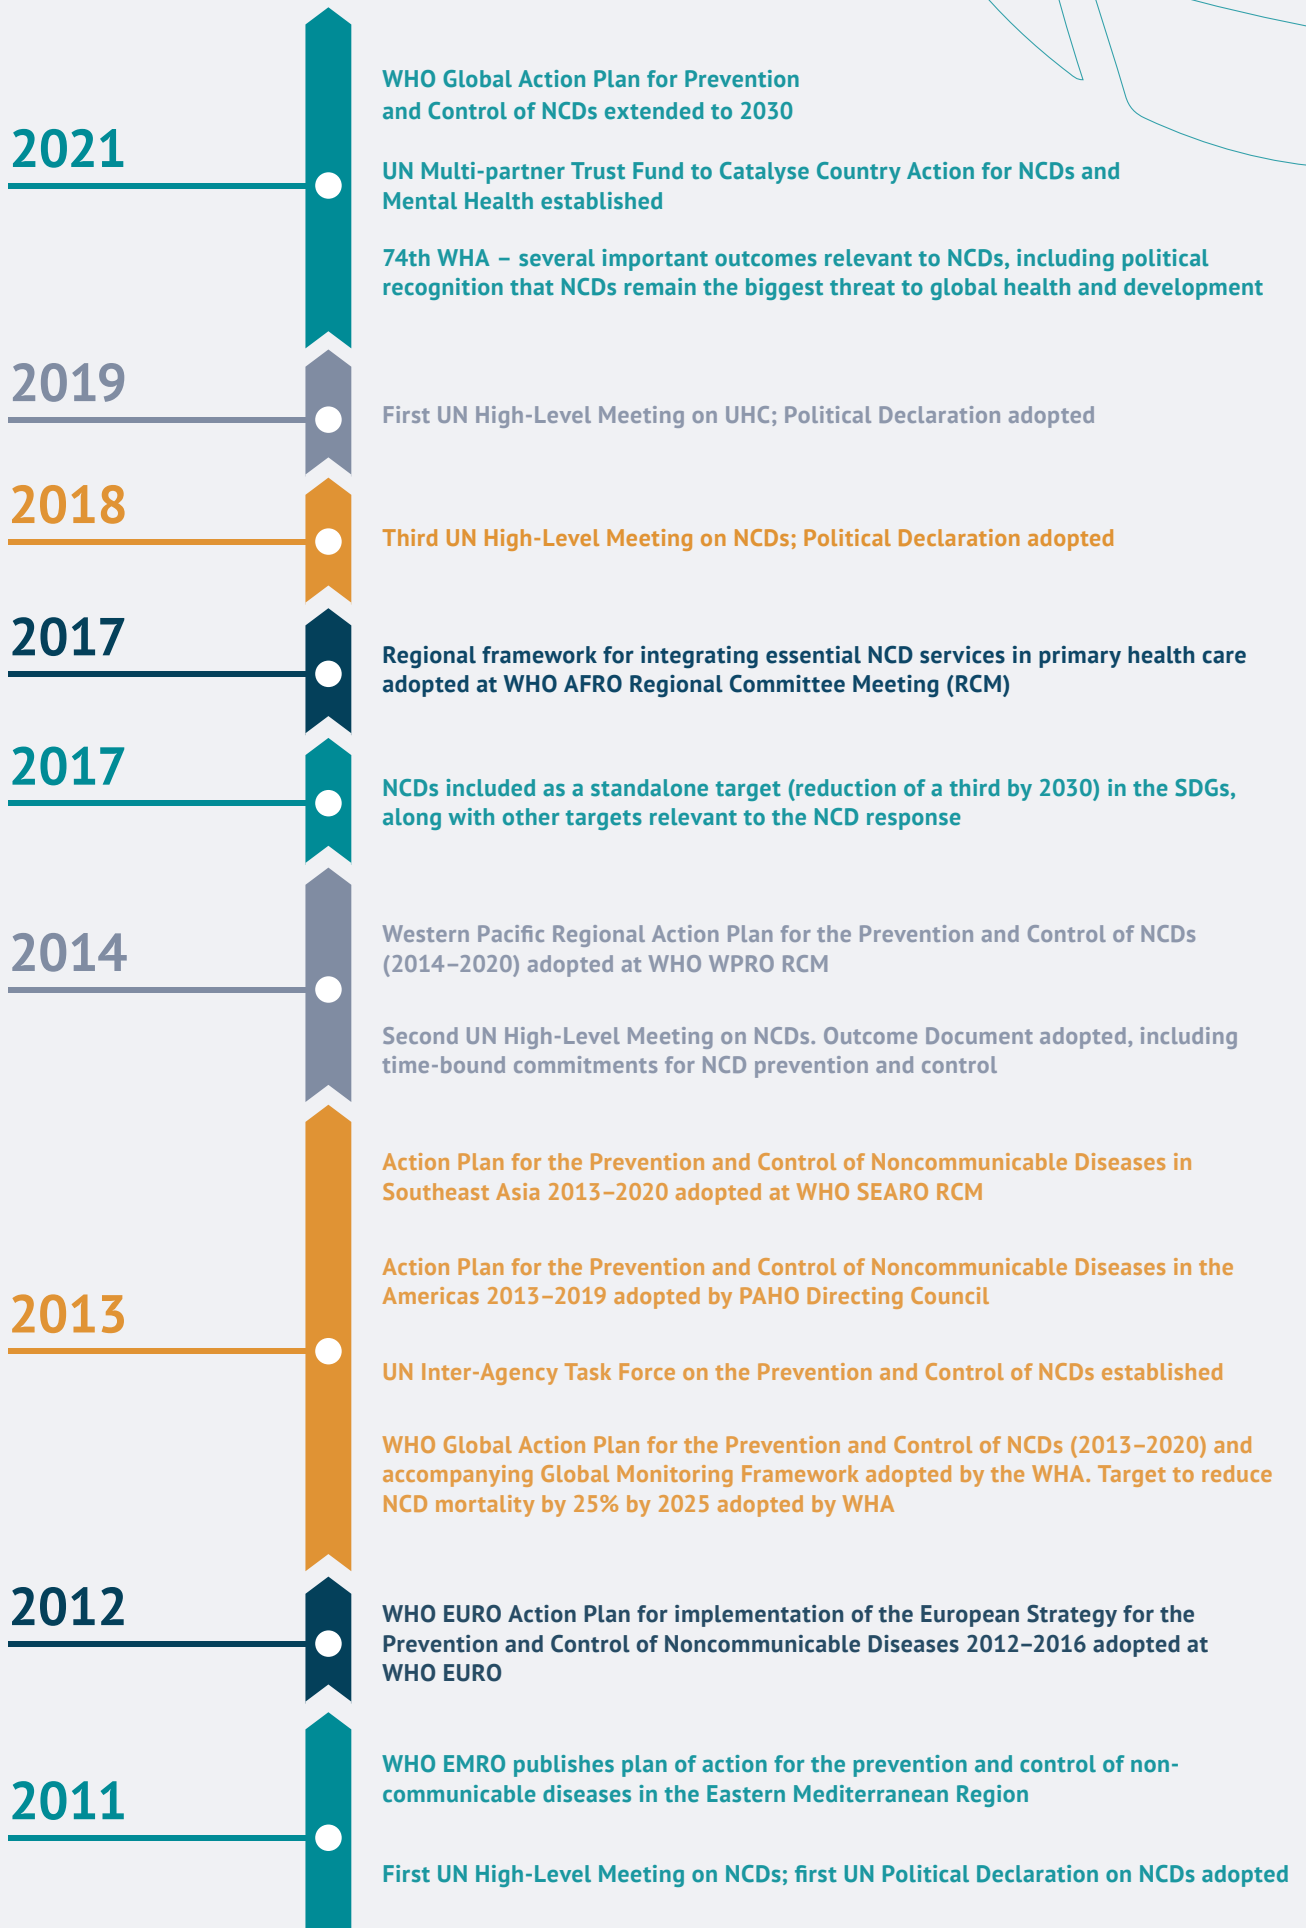 2021
WHO Global Action Plan for Prevention
and Control of NCDs extended to 2030
UN Multi-partner Trust Fund to Catalyse Country Action for NCDs and
Mental Health established
74th WHA – several important outcomes relevant to NCDs, including political
recognition that NCDs remain the biggest threat to global health and development
2019
First UN High-Level Meeting on UHC; Political Declaration adopted
2018
Third UN High-Level Meeting on NCDs; Political Declaration adopted
2017
Regional framework for integrating essential NCD services in primary health care
adopted at WHO AFRO Regional Committee Meeting (RCM)
2017
NCDs included as a standalone target (reduction of a third by 2030) in the SDGs,
along with other targets relevant to the NCD response
2014
Western Pacific Regional Action Plan for the Prevention and Control of NCDs
(2014–2020) adopted at WHO WPRO RCM
Second UN High-Level Meeting on NCDs. Outcome Document adopted, including
time-bound commitments for NCD prevention and control
2013
Action Plan for the Prevention and Control of Noncommunicable Diseases in
Southeast Asia 2013–2020 adopted at WHO SEARO RCM
Action Plan for the Prevention and Control of Noncommunicable Diseases in the
Americas 2013–2019 adopted by PAHO Directing Council
UN Inter-Agency Task Force on the Prevention and Control of NCDs established
WHO Global Action Plan for the Prevention and Control of NCDs (2013–2020) and
accompanying Global Monitoring Framework adopted by the WHA. Target to reduce
NCD mortality by 25% by 2025 adopted by WHA
2012
WHO EURO Action Plan for implementation of the European Strategy for the
Prevention and Control of Noncommunicable Diseases 2012–2016 adopted at
WHO EURO
2011
WHO EMRO publishes plan of action for the prevention and control of non-
communicable diseases in the Eastern Mediterranean Region
First UN High-Level Meeting on NCDs; first UN Political Declaration on NCDs adopted